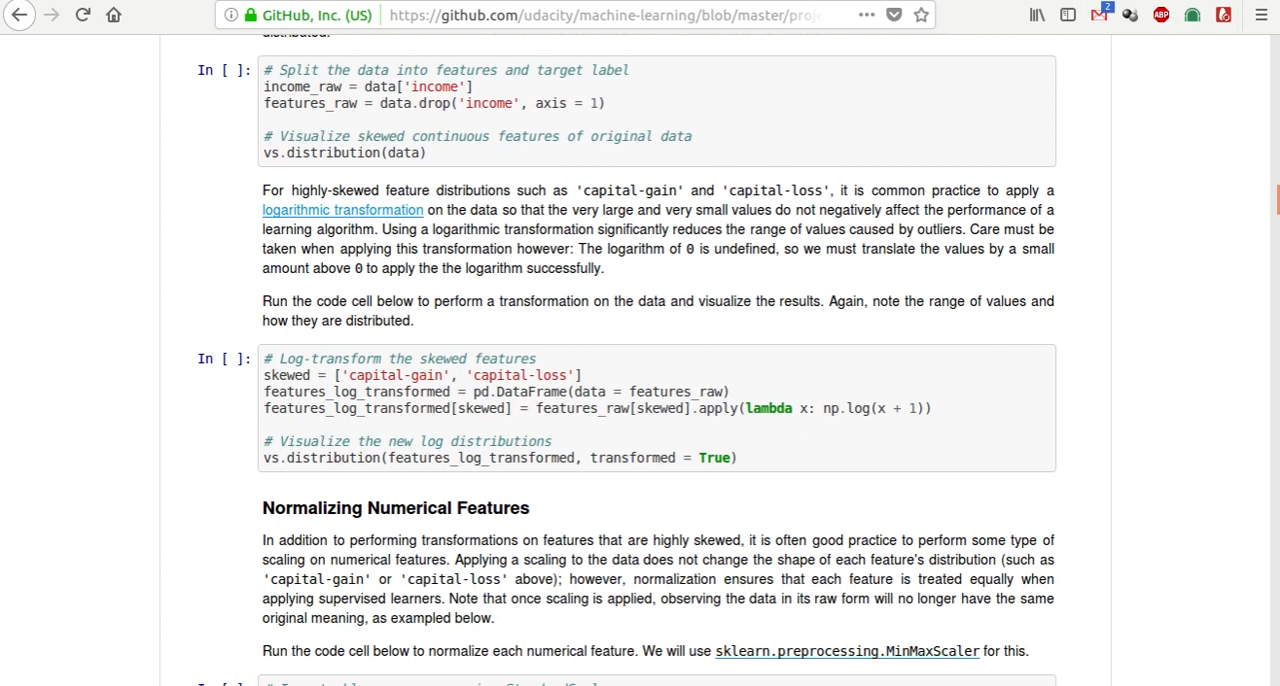 GitHub, Inc. (US) https://github.com/udacity/machine-learning/blob/master/proj
2
ABP
distributed.
In [ ]: # Split the data into features and target label
income_raw = data['income']
features_raw = data.drop('income', axis = 1)
# Visualize skewed continuous features of original data
vs.distribution(data)
For highly-skewed feature distributions such as 'capital-gain' and 'capital-loss', it is common practice to apply a
logarithmic transformation on the data so that the very large and very small values do not negatively affect the performance of a
learning algorithm. Using a logarithmic transformation significantly reduces the range of values caused by outliers. Care must be
taken when applying this transformation however: The logarithm of 0 is undefined, so we must translate the values by a small
amount above 0 to apply the the logarithm successfully.
Run the code cell below to perform a transformation on the data and visualize the results. Again, note the range of values and
how they are distributed.
In [ ]: # Log-transform the skewed features
skewed = ['capital-gain', 'capital-loss']
features_log_transformed = pd.DataFrame(data = features_raw)
features_log_transformed[skewed] = features_raw[skewed].apply(lambda x: np.log(x + 1))
# Visualize the new log distributions
vs.distribution(features_log_transformed, transformed = True)
Normalizing Numerical Features
In addition to performing transformations on features that are highly skewed, it is often good practice to perform some type of
scaling on numerical features. Applying a scaling to the data does not change the shape of each feature's distribution (such as
'capital-gain' or 'capital-loss' above); however, normalization ensures that each feature is treated equally when
applying supervised learners. Note that once scaling is applied, observing the data in its raw form will no longer have the same
original meaning, as exampled below.
Run the code cell below to normalize each numerical feature. We will use sklearn.preprocessing.MinMaxScaler for this.